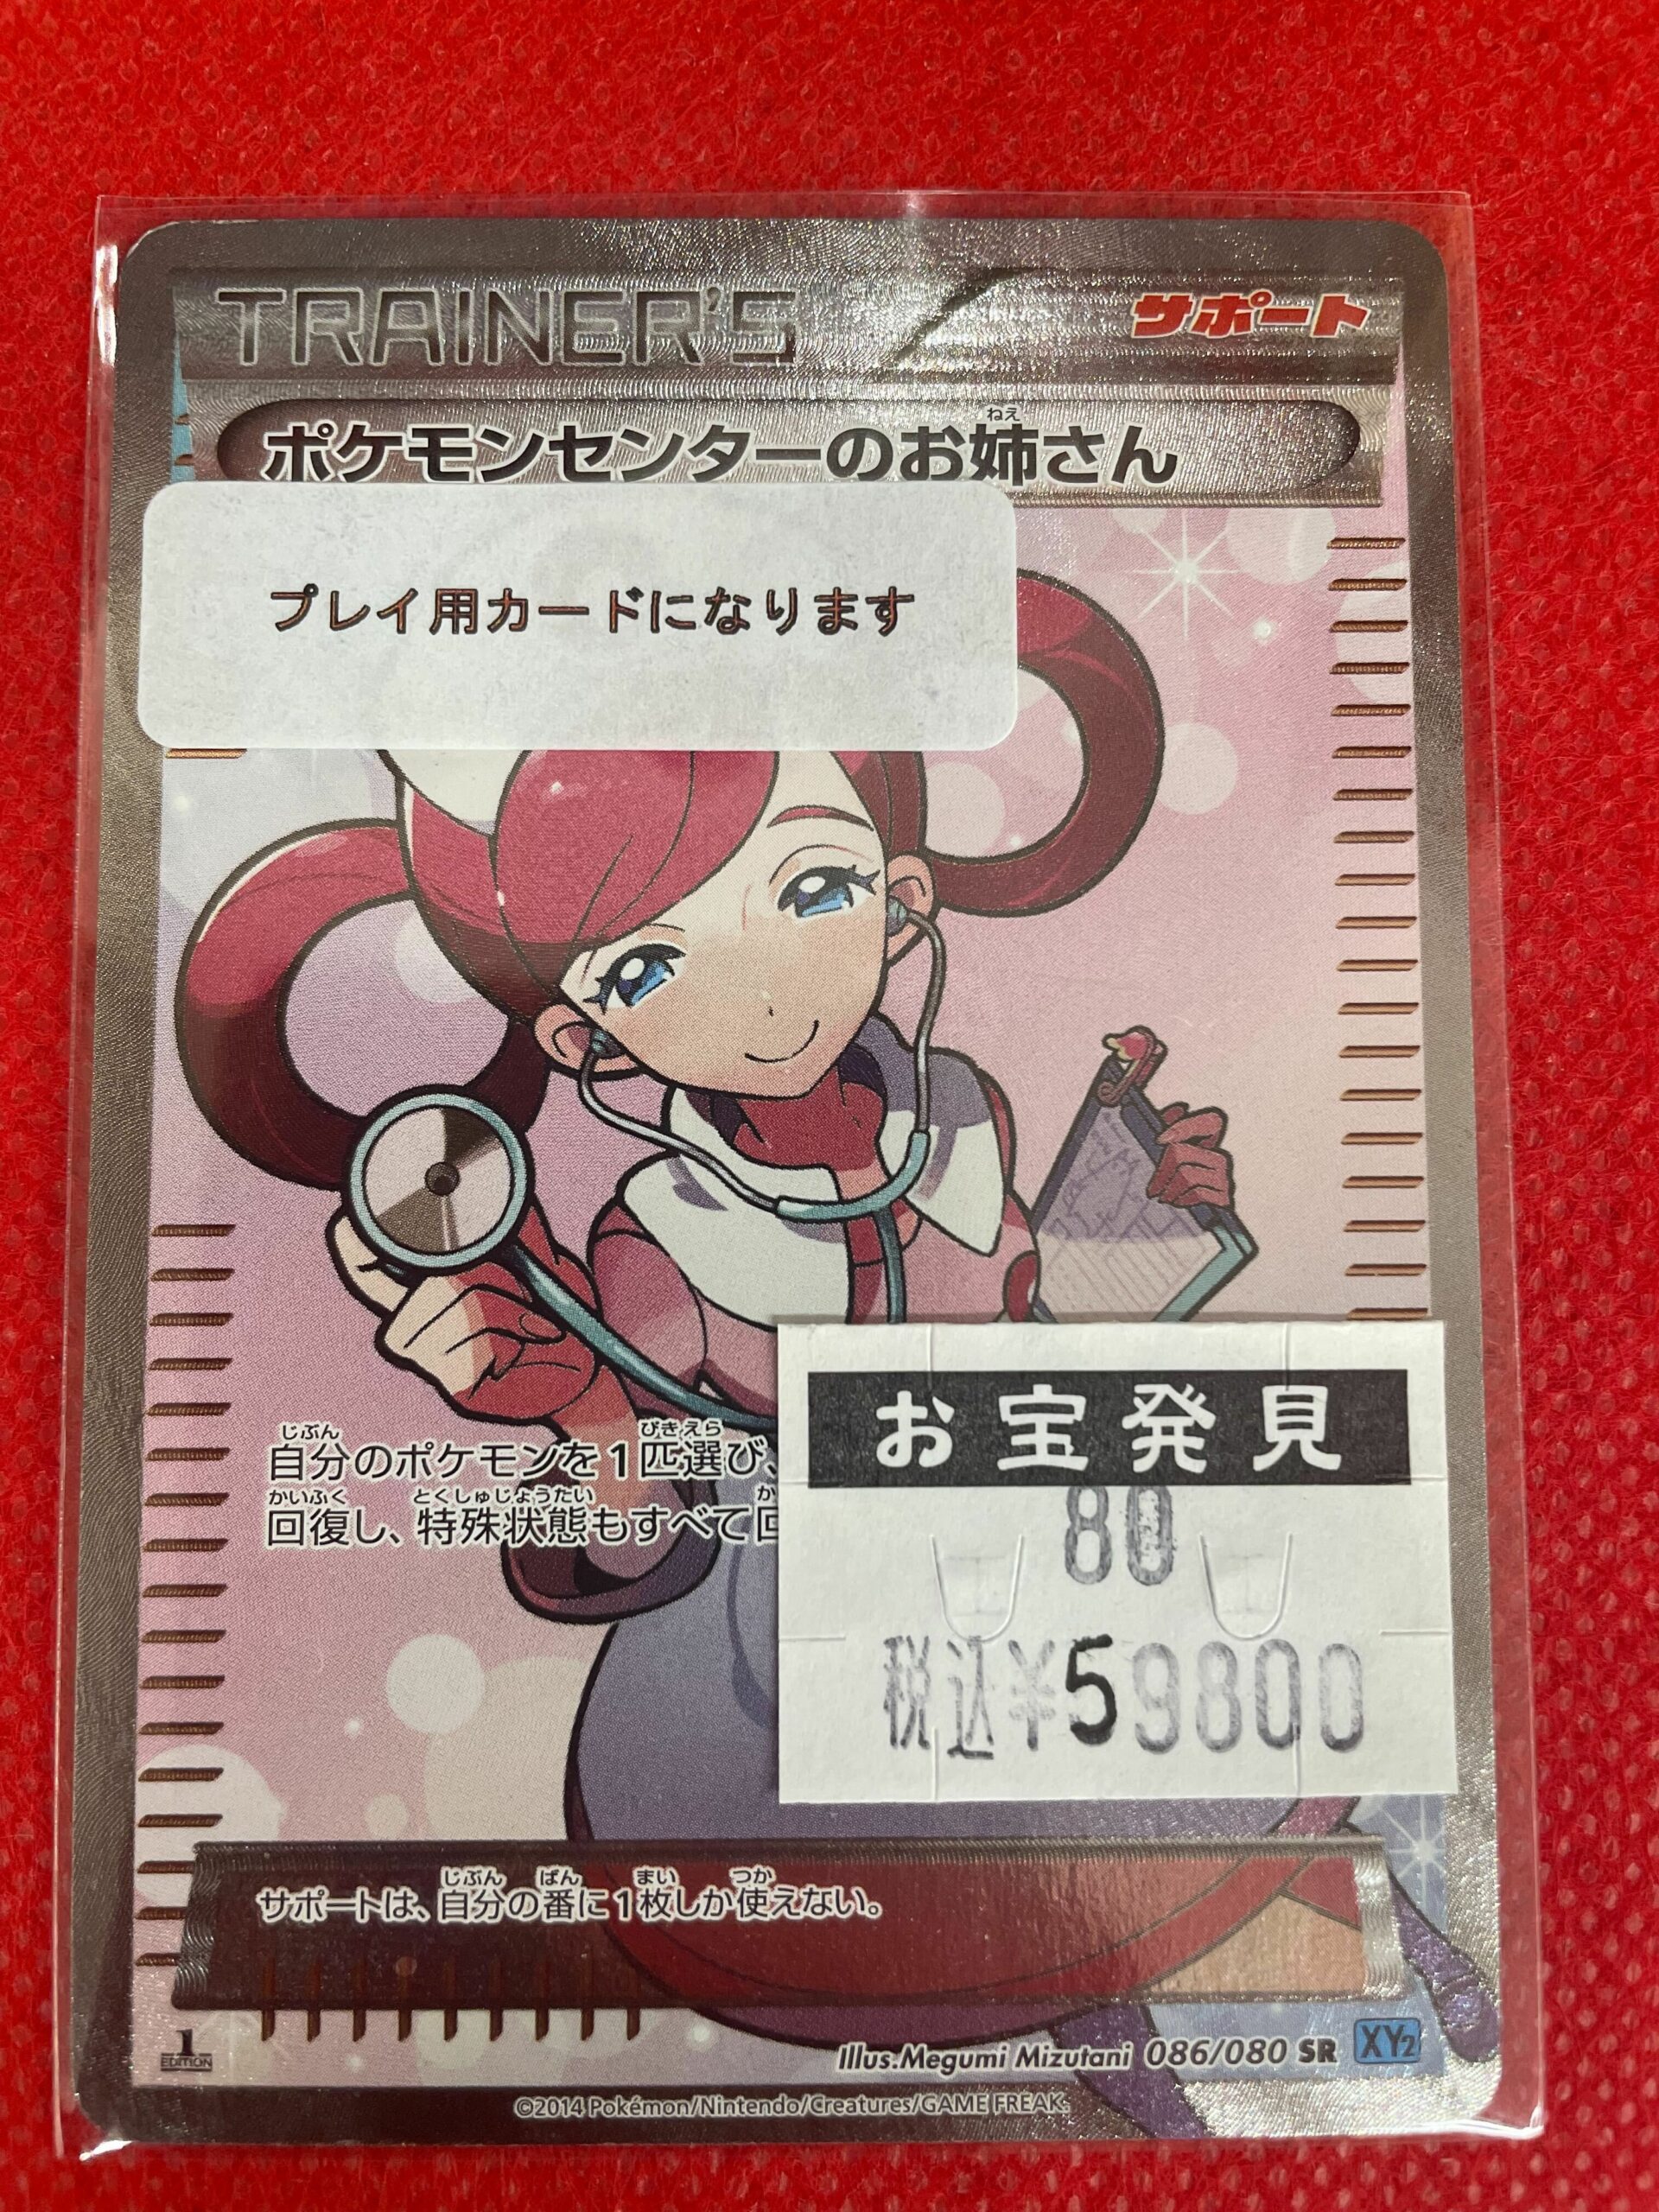 TRAINER'S
サポート
ねえ
ポケモンセンターのお姉さん
プレイ用カードになります
じぶん びきえら
自分のポケモンを1匹選び、
かいふく とくしゅじょうたい か
回復し、特殊状態もすべて回
お宝発見
80
税込¥59800
じぶん ばん まい つか
サポートは、自分の番に1枚しか使えない。
1
EDITION
Illus.Megumi Mizutani 086/080 SR XY2
©2014 Pokémon/Nintendo/Creatures/GAME FREAK.